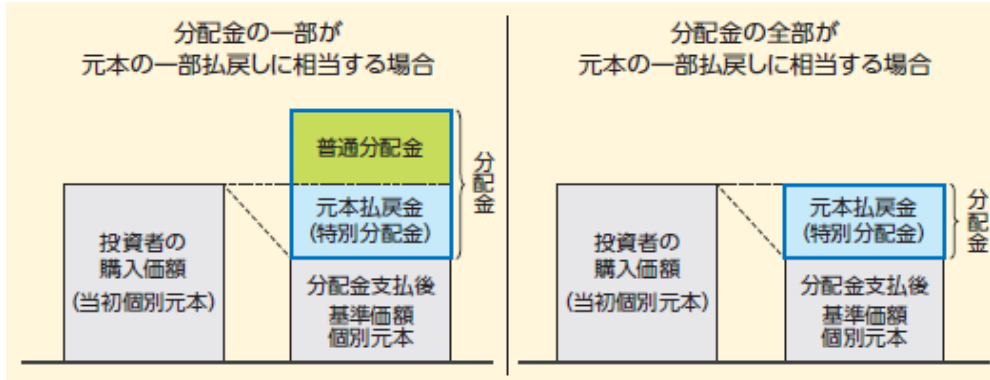 分配金の一部が
元本の一部払戻しに相当する場合
普通分配金
元本払戻金
(特別分配金)
分配金
投資者の
購入価額
(当初個別元本)
分配金支払後
基準価額
個別元本
分配金の全部が
元本の一部払戻しに相当する場合
元本払戻金
(特別分配金)
分配金
投資者の
購入価額
(当初個別元本)
分配金支払後
基準価額
個別元本